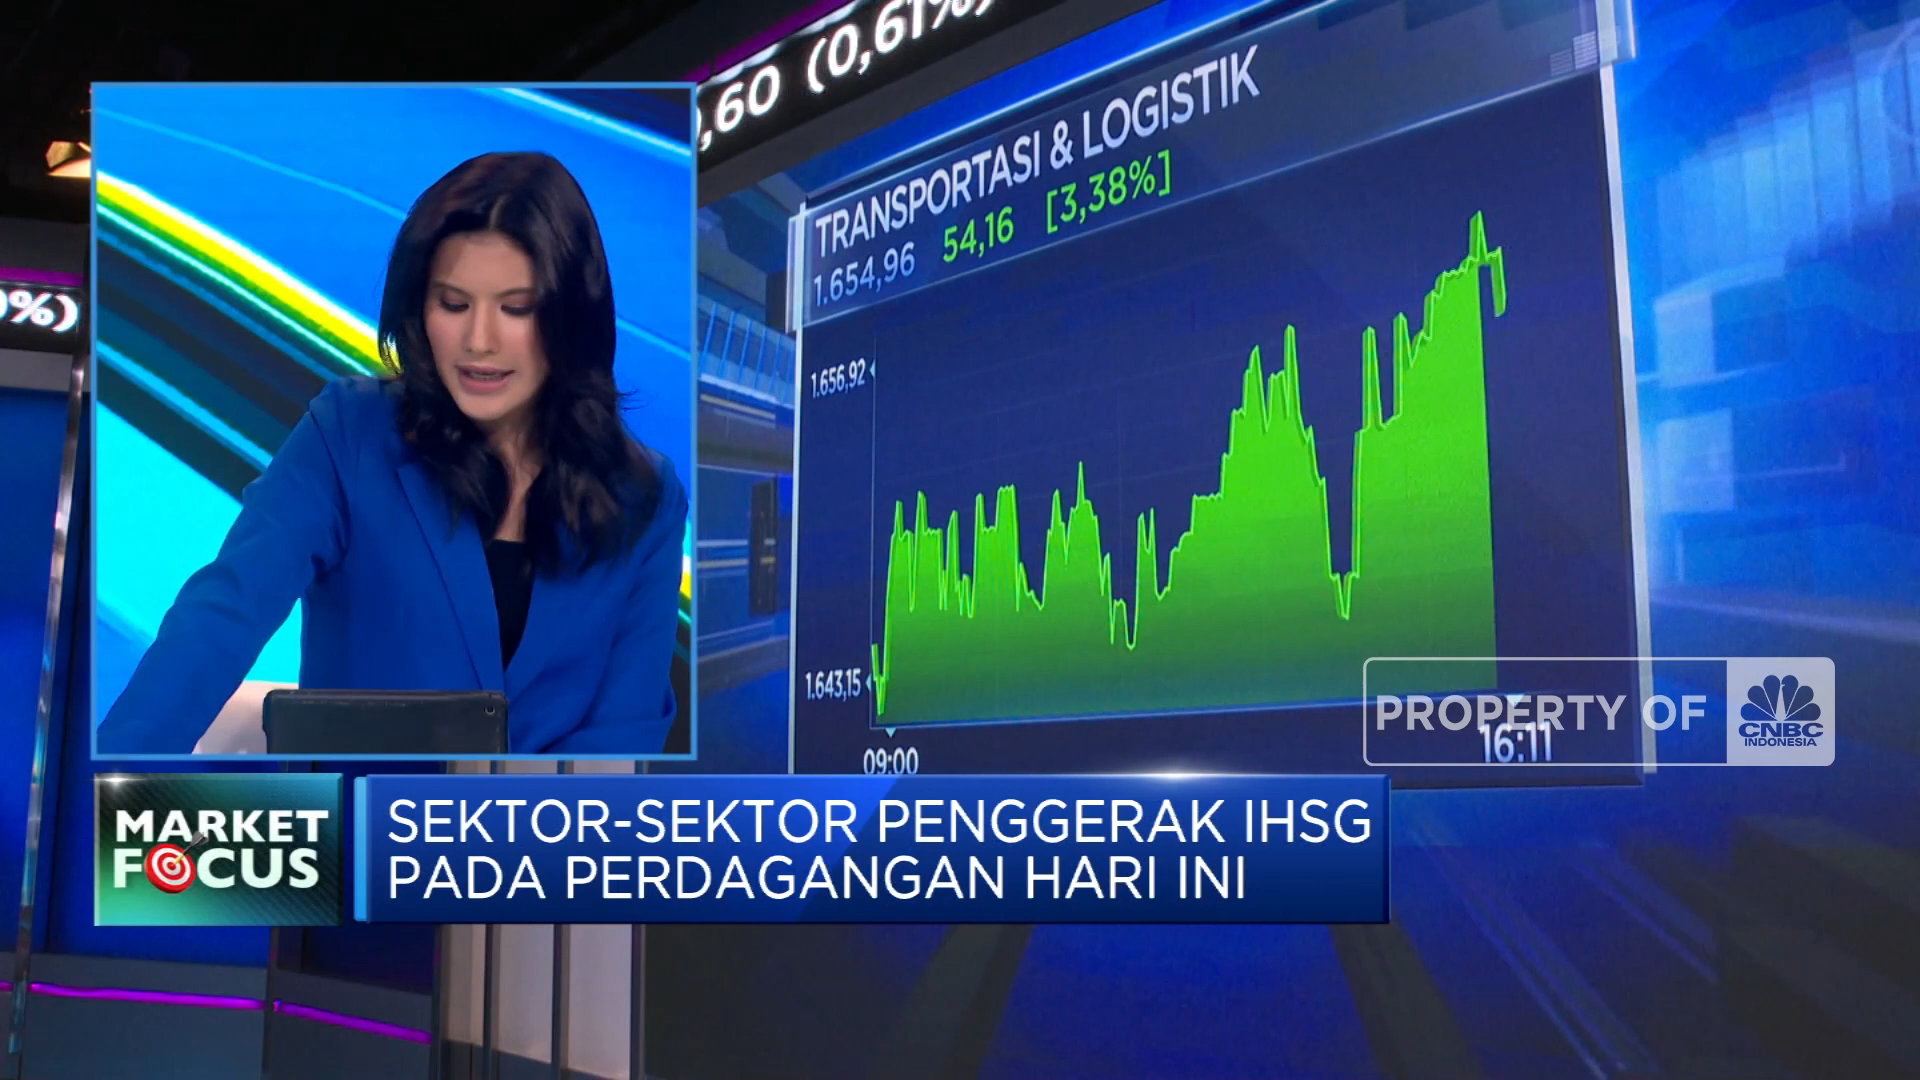 ,60 (0,61%)
0%)
TRANSPORTASI & LOGISTIK
1.654,96 54,16 [3,38%]
1.656,92
1.643,15
09:00
16:11
PROPERTY OF
CNBC
INDONESIA
MARKET
FOCUS
SEKTOR-SEKTOR PENGGERAK IHSG
PADA PERDAGANGAN HARI INI